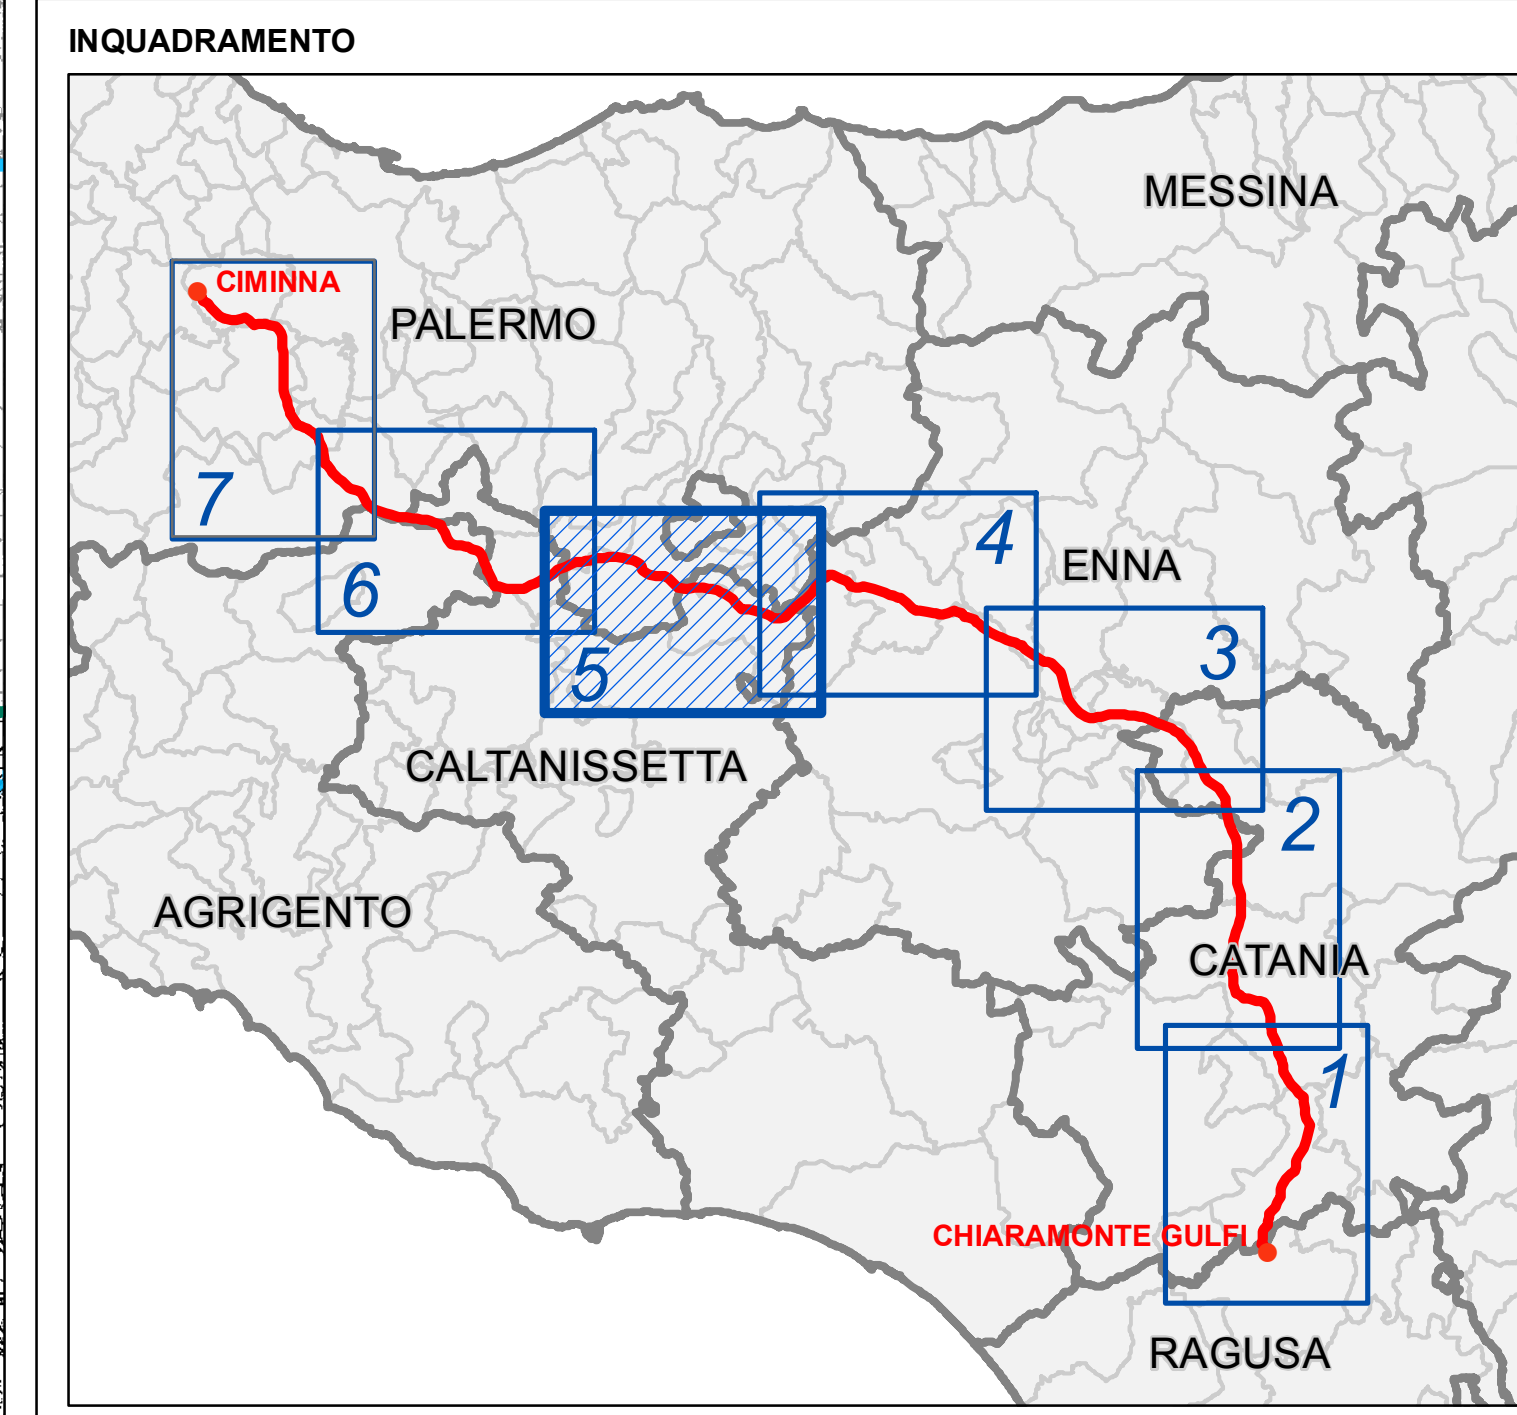 INQUADRAMENTO
MESSINA
CIMINNA
PALERMO
7
4
ENNA
6
3
5
CALTANISSETTA
2
AGRIGENTO
CATANIA
1
CHIARAMONTE GULFI
RAGUSA